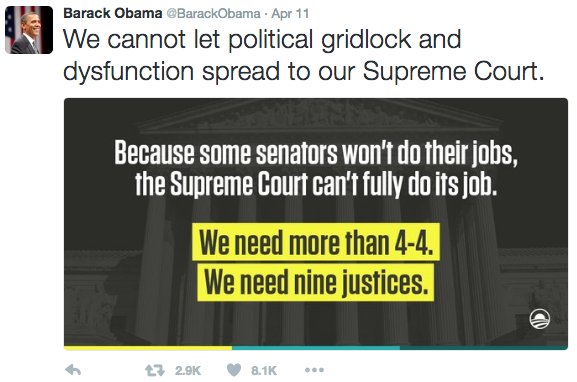 Barack Obama @BarackObama · Apr 11
We cannot let political gridlock and
dysfunction spread to our Supreme Court.
Because some senators won't do their jobs,
the Supreme Court can't fully do its job.
We need more than 4-4.
We need nine justices.
2.9K 8.1K